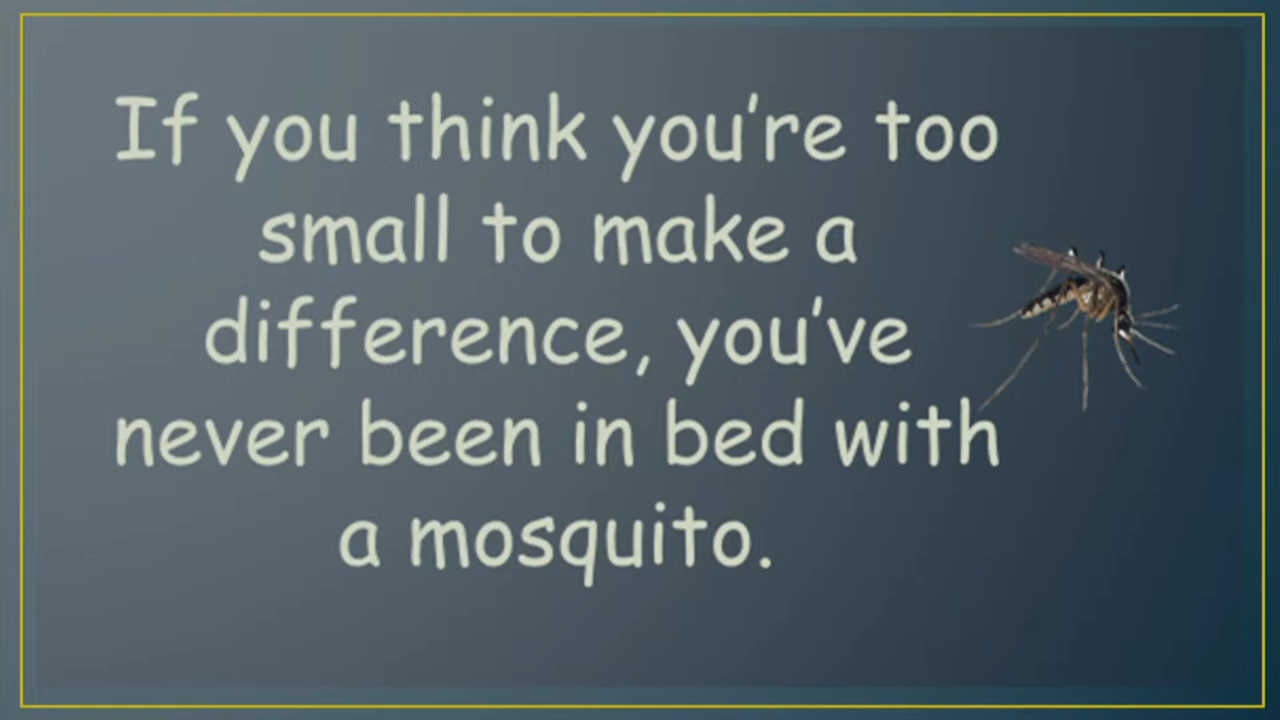 If you think you’re too
small to make a
difference, you’ve
never been in bed with
a mosquito.